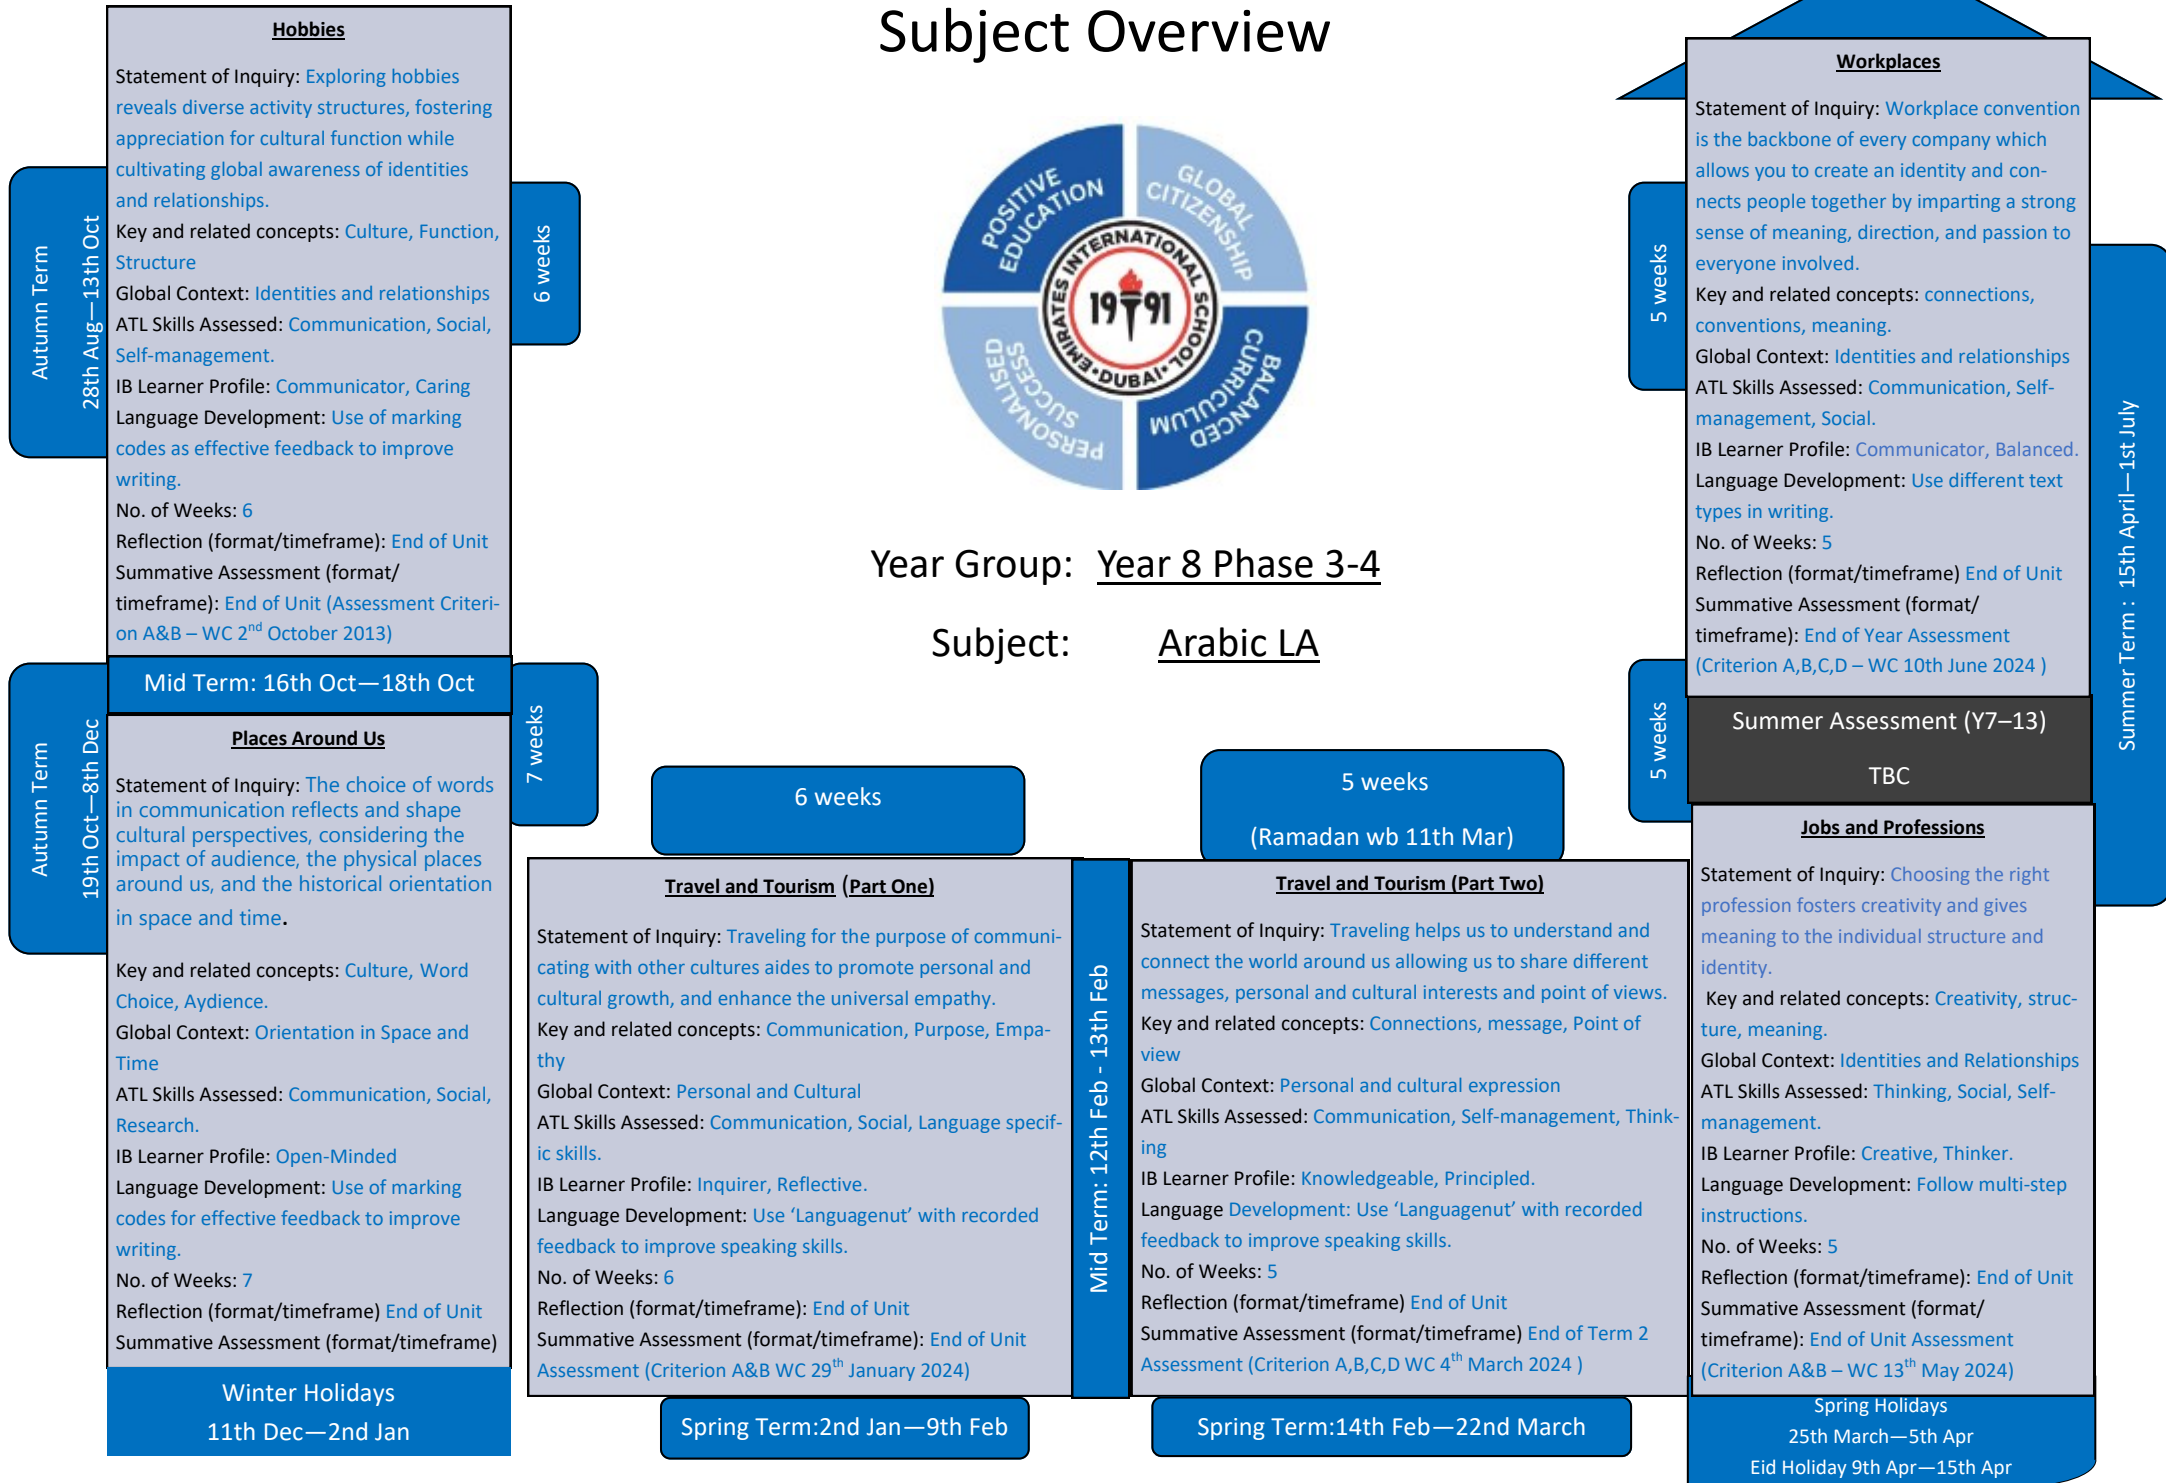 Subject Overview
POSITIVE EDUCATION
GLOBAL CITIZENSHIP
PERSONALISED SUCCESS
BALANCED CURRICULUM
EMIRATES INTERNATIONAL SCHOOL
•DUBAI•
1991
Year Group: Year 8 Phase 3-4
Subject: Arabic LA
Autumn Term
28th Aug—13th Oct
6 weeks
Hobbies
Statement of Inquiry: Exploring hobbies
reveals diverse activity structures, fostering
appreciation for cultural function while
cultivating global awareness of identities
and relationships.
Key and related concepts: Culture, Function,
Structure
Global Context: Identities and relationships
ATL Skills Assessed: Communication, Social,
Self-management.
IB Learner Profile: Communicator, Caring
Language Development: Use of marking
codes as effective feedback to improve
writing.
No. of Weeks: 6
Reflection (format/timeframe): End of Unit
Summative Assessment (format/
timeframe): End of Unit (Assessment Criteri-
on A&B – WC 2nd October 2013)
Mid Term: 16th Oct—18th Oct
Autumn Term
19th Oct—8th Dec
7 weeks
Places Around Us
Statement of Inquiry: The choice of words
in communication reflects and shape
cultural perspectives, considering the
impact of audience, the physical places
around us, and the historical orientation
in space and time.
Key and related concepts: Culture, Word
Choice, Aydience.
Global Context: Orientation in Space and
Time
ATL Skills Assessed: Communication, Social,
Research.
IB Learner Profile: Open-Minded
Language Development: Use of marking
codes for effective feedback to improve
writing.
No. of Weeks: 7
Reflection (format/timeframe) End of Unit
Summative Assessment (format/timeframe)
Winter Holidays
11th Dec—2nd Jan
6 weeks
Travel and Tourism (Part One)
Statement of Inquiry: Traveling for the purpose of communi-
cating with other cultures aides to promote personal and
cultural growth, and enhance the universal empathy.
Key and related concepts: Communication, Purpose, Empa-
thy
Global Context: Personal and Cultural
ATL Skills Assessed: Communication, Social, Language specif-
ic skills.
IB Learner Profile: Inquirer, Reflective.
Language Development: Use ‘Languagenut’ with recorded
feedback to improve speaking skills.
No. of Weeks: 6
Reflection (format/timeframe): End of Unit
Summative Assessment (format/timeframe): End of Unit
Assessment (Criterion A&B WC 29th January 2024)
Spring Term:2nd Jan—9th Feb
Mid Term: 12th Feb - 13th Feb
5 weeks
(Ramadan wb 11th Mar)
Travel and Tourism (Part Two)
Statement of Inquiry: Traveling helps us to understand and
connect the world around us allowing us to share different
messages, personal and cultural interests and point of views.
Key and related concepts: Connections, message, Point of
view
Global Context: Personal and cultural expression
ATL Skills Assessed: Communication, Self-management, Think-
ing
IB Learner Profile: Knowledgeable, Principled.
Language Development: Use ‘Languagenut’ with recorded
feedback to improve speaking skills.
No. of Weeks: 5
Reflection (format/timeframe) End of Unit
Summative Assessment (format/timeframe) End of Term 2
Assessment (Criterion A,B,C,D WC 4th March 2024 )
Spring Term:14th Feb—22nd March
Workplaces
Statement of Inquiry: Workplace convention
is the backbone of every company which
allows you to create an identity and con-
nects people together by imparting a strong
sense of meaning, direction, and passion to
everyone involved.
Key and related concepts: connections,
conventions, meaning.
Global Context: Identities and relationships
ATL Skills Assessed: Communication, Self-
management, Social.
IB Learner Profile: Communicator, Balanced.
Language Development: Use different text
types in writing.
No. of Weeks: 5
Reflection (format/timeframe) End of Unit
Summative Assessment (format/
timeframe): End of Year Assessment
(Criterion A,B,C,D – WC 10th June 2024 )
5 weeks
Summer Term : 15th April—1st July
Summer Assessment (Y7–13)
TBC
5 weeks
Jobs and Professions
Statement of Inquiry: Choosing the right
profession fosters creativity and gives
meaning to the individual structure and
identity.
Key and related concepts: Creativity, struc-
ture, meaning.
Global Context: Identities and Relationships
ATL Skills Assessed: Thinking, Social, Self-
management.
IB Learner Profile: Creative, Thinker.
Language Development: Follow multi-step
instructions.
No. of Weeks: 5
Reflection (format/timeframe): End of Unit
Summative Assessment (format/
timeframe): End of Unit Assessment
(Criterion A&B – WC 13th May 2024)
Spring Holidays
25th March—5th Apr
Eid Holiday 9th Apr—15th Apr